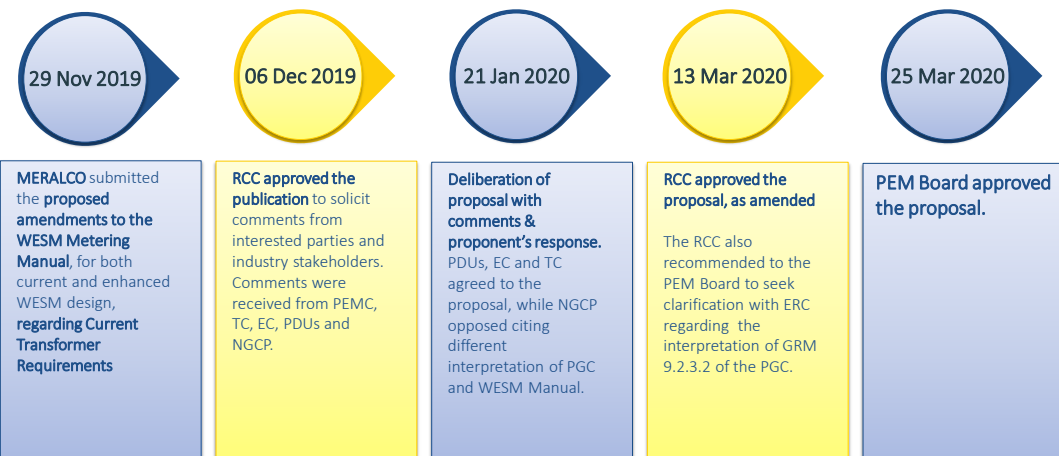 29 Nov 2019
06 Dec 2019
21 Jan 2020
13 Mar 2020
25 Mar 2020
MERALCO submitted
the proposed
amendments to the
WESM Metering
Manual, for both
current and enhanced
WESM design,
regarding Current
Transformer
Requirements
RCC approved the
publication to solicit
comments from
interested parties and
industry stakeholders.
Comments were
received from PEMC,
TC, EC, PDUs and
NGCP.
Deliberation of
proposal with
comments &
proponent's response.
PDUs, EC and TC
agreed to the
proposal, while NGCP
opposed citing
different
interpretation of PGC
and WESM Manual.
RCC approved the
proposal, as amended
The RCC also
recommended to the
PEM Board to seek
clarification with ERC
regarding the
interpretation of GRM
9.2.3.2 of the PGC.
PEM Board approved
the proposal.